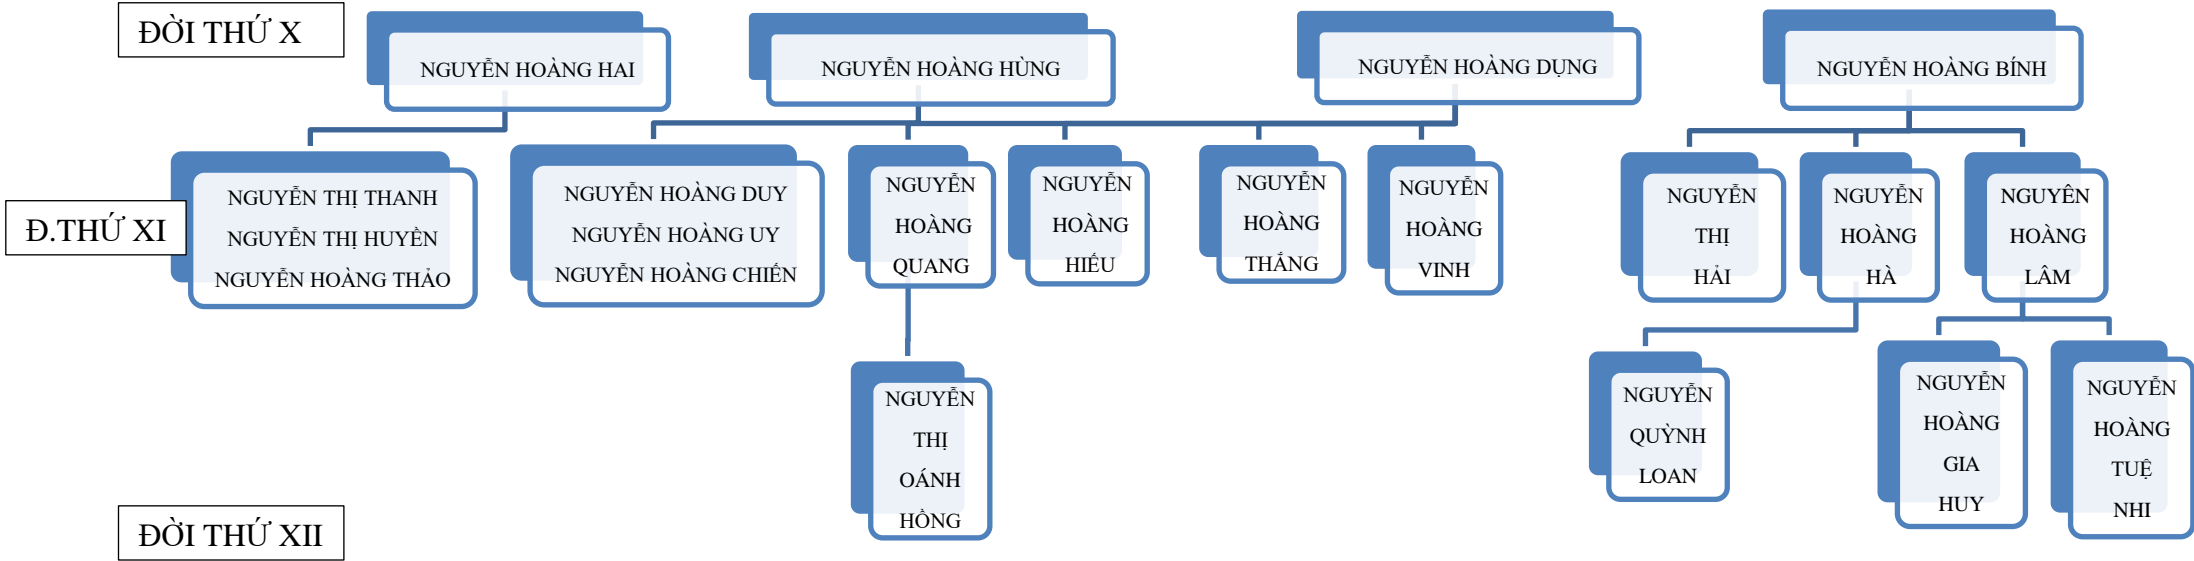 ĐỜI THỨ X
NGUYỄN HOÀNG HAI
NGUYỄN HOÀNG HÙNG
NGUYỄN HOÀNG DỤNG
NGUYỄN HOÀNG BÍNH
Đ.THỨ XI
NGUYỄN THỊ THANH
NGUYỄN THỊ HUYỀN
NGUYỄN HOÀNG THẢO
NGUYỄN HOÀNG DUY
NGUYỄN HOÀNG UY
NGUYỄN HOÀNG CHIẾN
NGUYỄN
HOÀNG
QUANG
NGUYỄN
HOÀNG
HIẾU
NGUYỄN
HOÀNG
THẮNG
NGUYỄN
HOÀNG
VINH
NGUYỄN
THỊ
HẢI
NGUYỄN
HOÀNG
HÀ
NGUYÊN
HOÀNG
LÂM
NGUYỄN
THỊ
OÁNH
HỒNG
NGUYỄN
QUỲNH
LOAN
NGUYỄN
HOÀNG
GIA
HUY
NGUYỄN
HOÀNG
TUỆ
NHI
ĐỜI THỨ XII